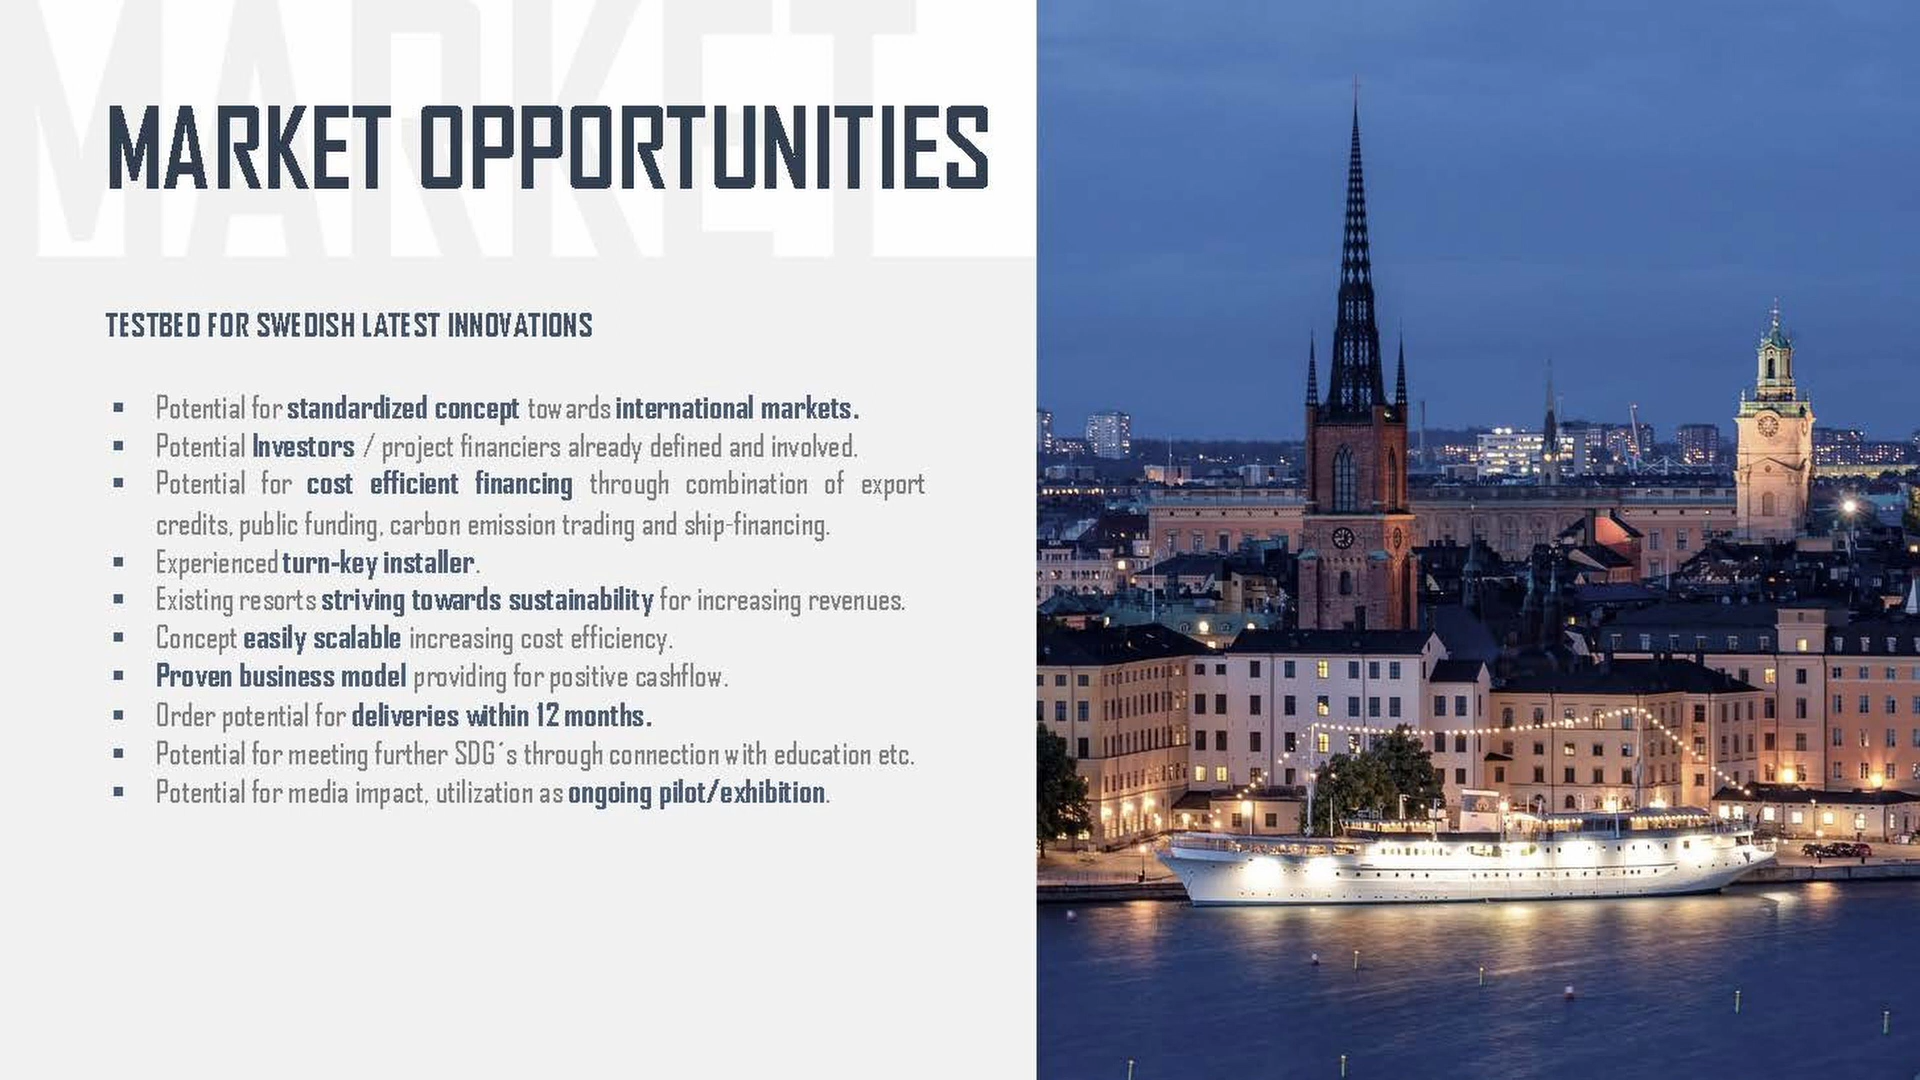 MARKET
MARKET OPPORTUNITIES
TESTBED FOR SWEDISH LATEST INNOVATIONS
▪ Potential for standardized concept towards international markets.
▪ Potential Investors / project financiers already defined and involved.
▪ Potential for cost efficient financing through combination of export
credits, public funding, carbon emission trading and ship-financing.
▪ Experienced turn-key installer.
▪ Existing resorts striving towards sustainability for increasing revenues.
▪ Concept easily scalable increasing cost efficiency.
▪ Proven business model providing for positive cashflow.
▪ Order potential for deliveries within 12 months.
▪ Potential for meeting further SDG´s through connection with education etc.
▪ Potential for media impact, utilization as ongoing pilot/exhibition.